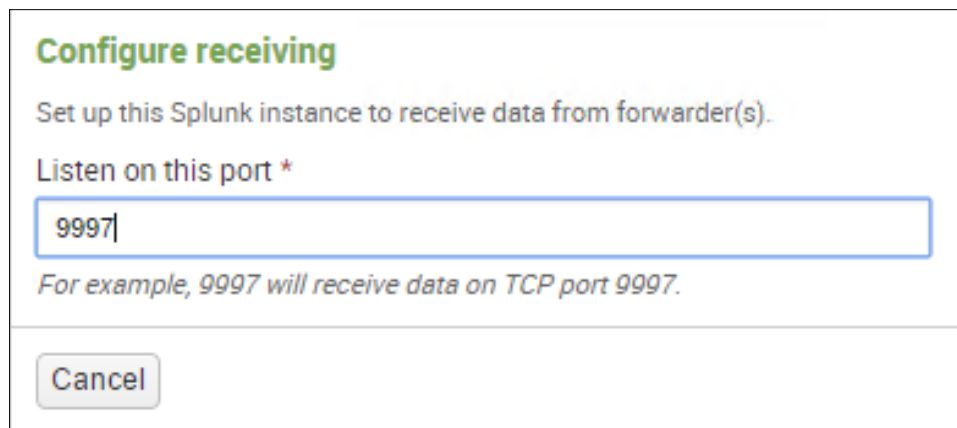 Configure receiving
Set up this Splunk instance to receive data from forwarder(s).
Listen on this port *
9997
For example, 9997 will receive data on TCP port 9997.
Cancel